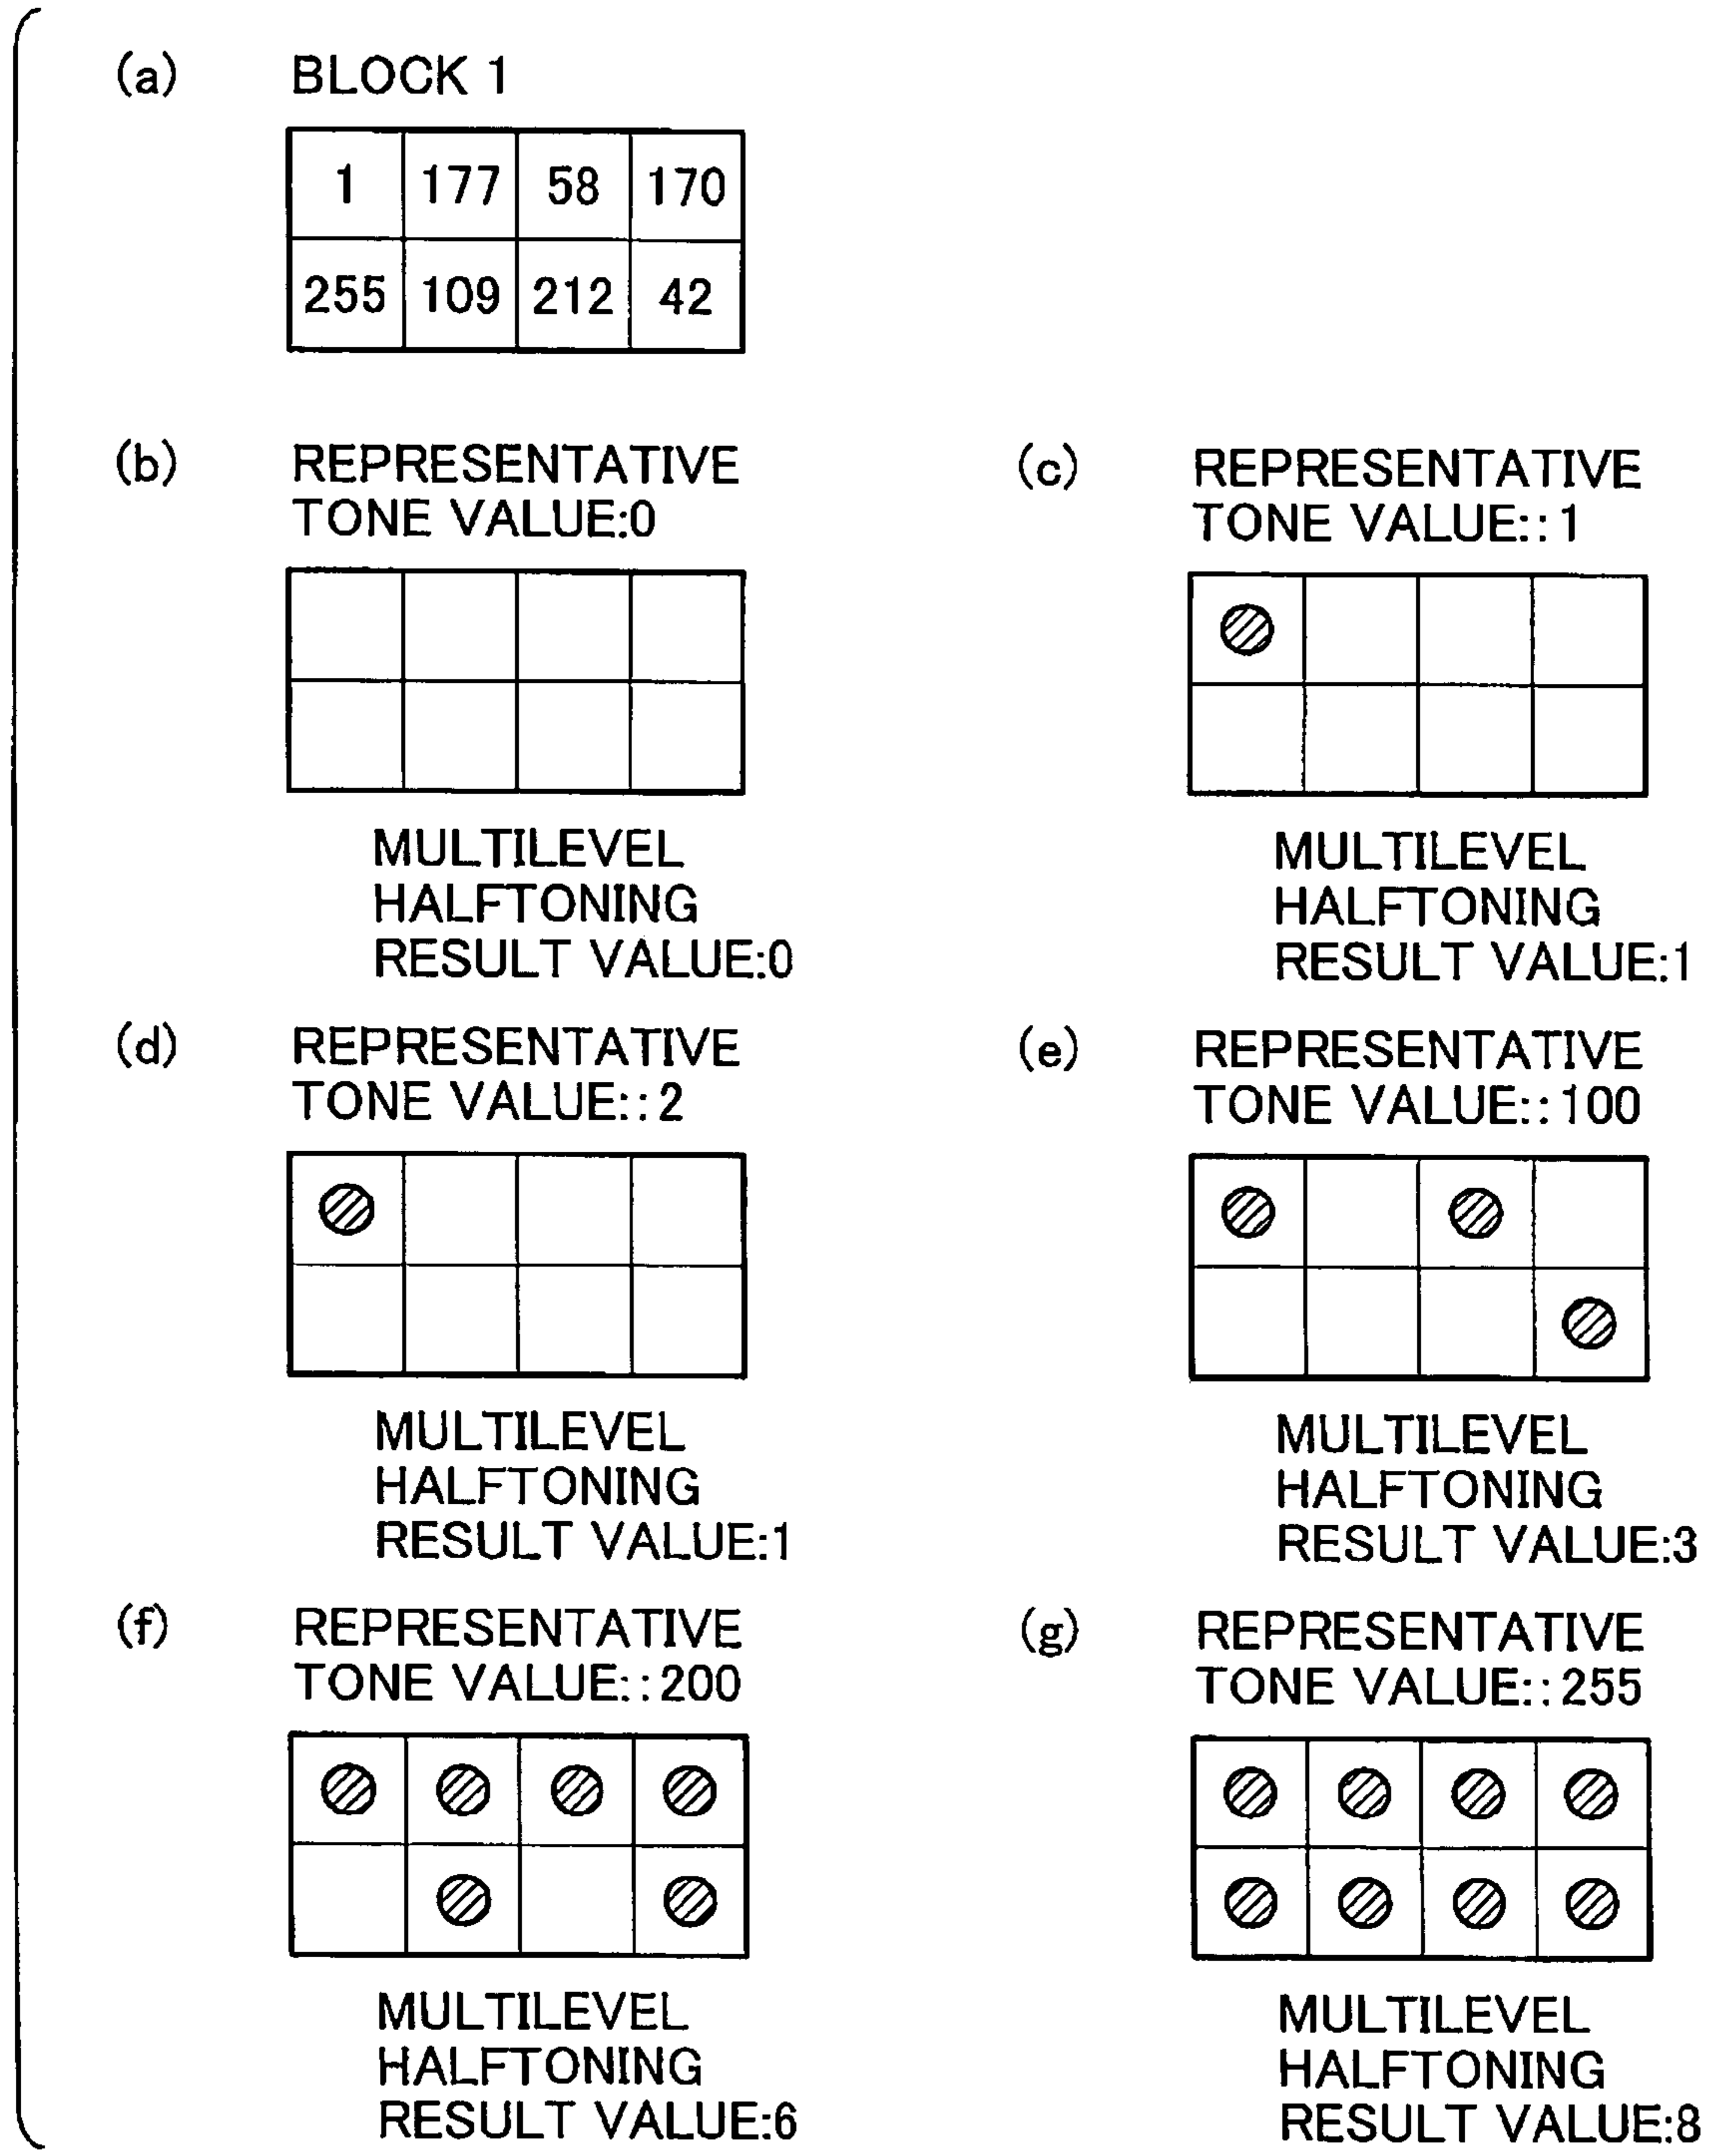 (a) BLOCK 1
1 177 58 170
255 109 212 42
(b) REPRESENTATIVE
TONE VALUE:0
MULTILEVEL
HALFTONING
RESULT VALUE:0
(c) REPRESENTATIVE
TONE VALUE::1
MULTILEVEL
HALFTONING
RESULT VALUE:1
(d) REPRESENTATIVE
TONE VALUE::2
MULTILEVEL
HALFTONING
RESULT VALUE:1
(e) REPRESENTATIVE
TONE VALUE::100
MULTILEVEL
HALFTONING
RESULT VALUE:3
(f) REPRESENTATIVE
TONE VALUE::200
MULTILEVEL
HALFTONING
RESULT VALUE:6
(g) REPRESENTATIVE
TONE VALUE::255
MULTILEVEL
HALFTONING
RESULT VALUE:8